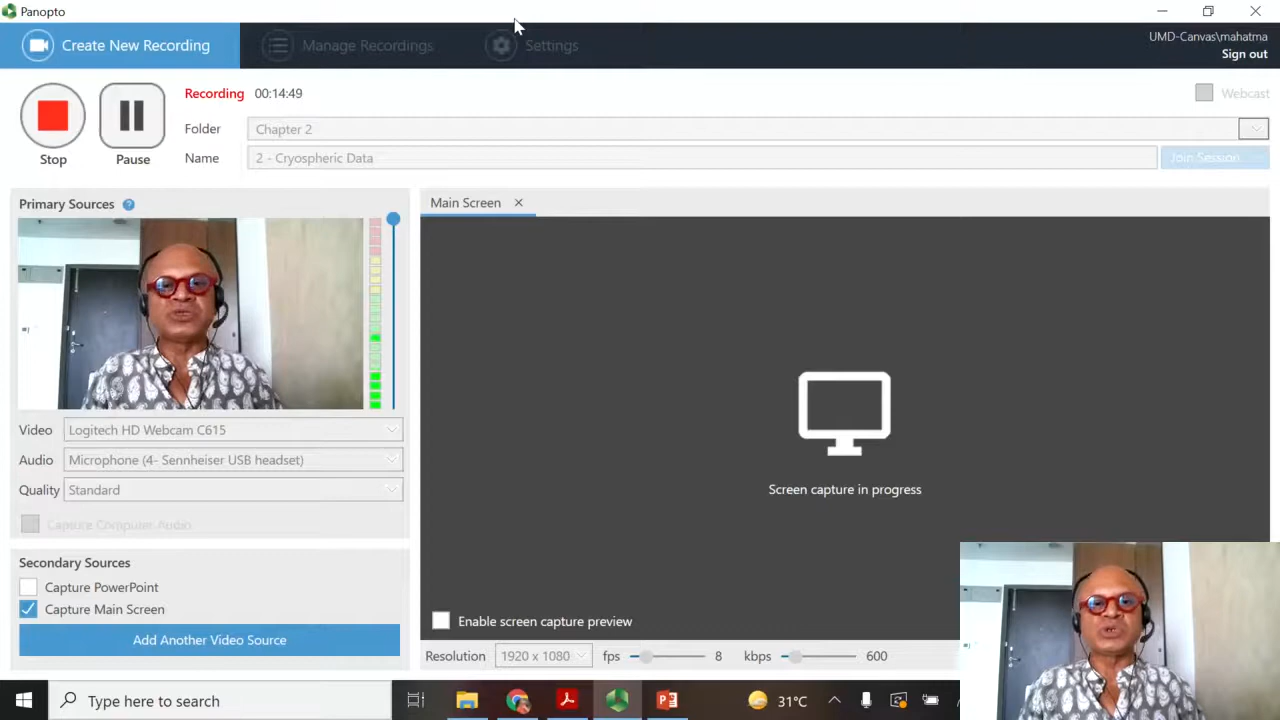 Panopto
Create New Recording
Manage Recordings
Settings
UMD-Canvas\mahatma
Sign out
Recording 00:14:49
Webcast
Folder Chapter 2
Name 2 - Cryospheric Data
Join Session
Stop
Pause
Primary Sources ?
Main Screen ×
Video Logitech HD Webcam C615
Audio Microphone (4- Sennheiser USB headset)
Quality Standard
Capture Computer Audio
Screen capture in progress
Secondary Sources
Capture PowerPoint
Capture Main Screen
Add Another Video Source
Enable screen capture preview
Resolution 1920 x 1080 fps 8 kbps 600
Type here to search
31°C